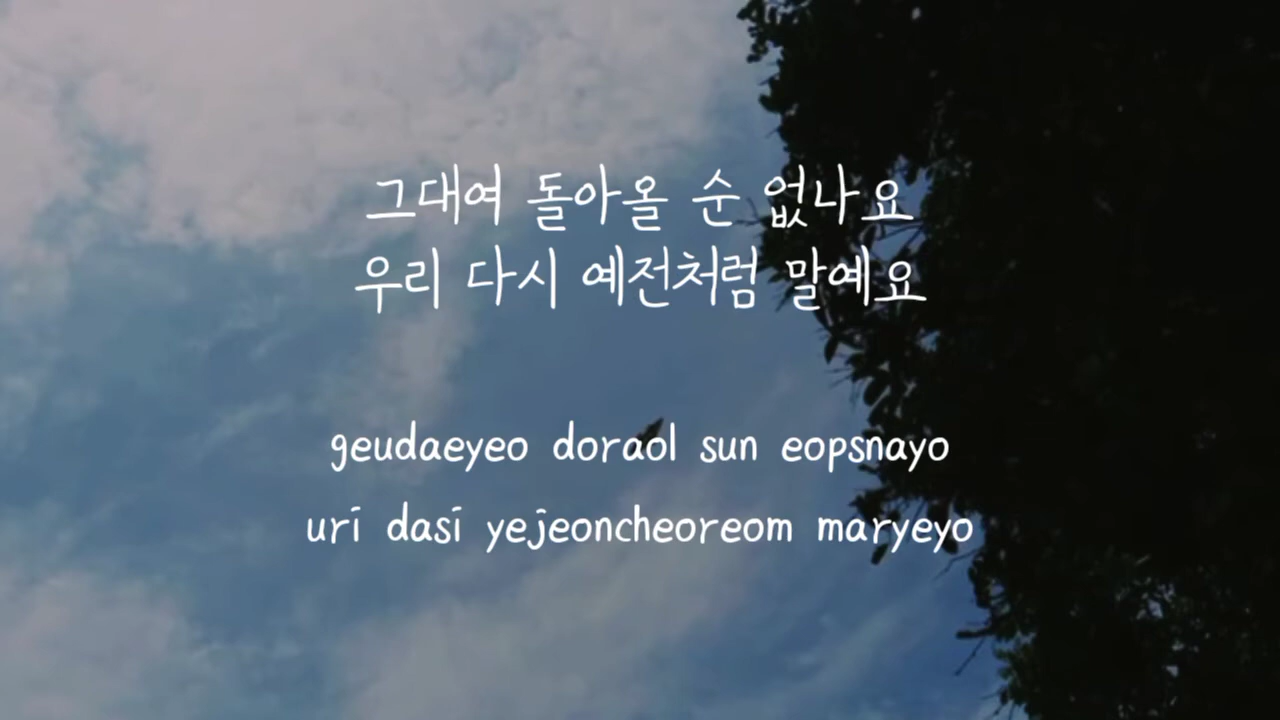 그대여 돌아올 순 없나요
우리 다시 예전처럼 말예요
geudaeyeo doraol sun eopsnayo
uri dasi yejeoncheoreom maryeyo